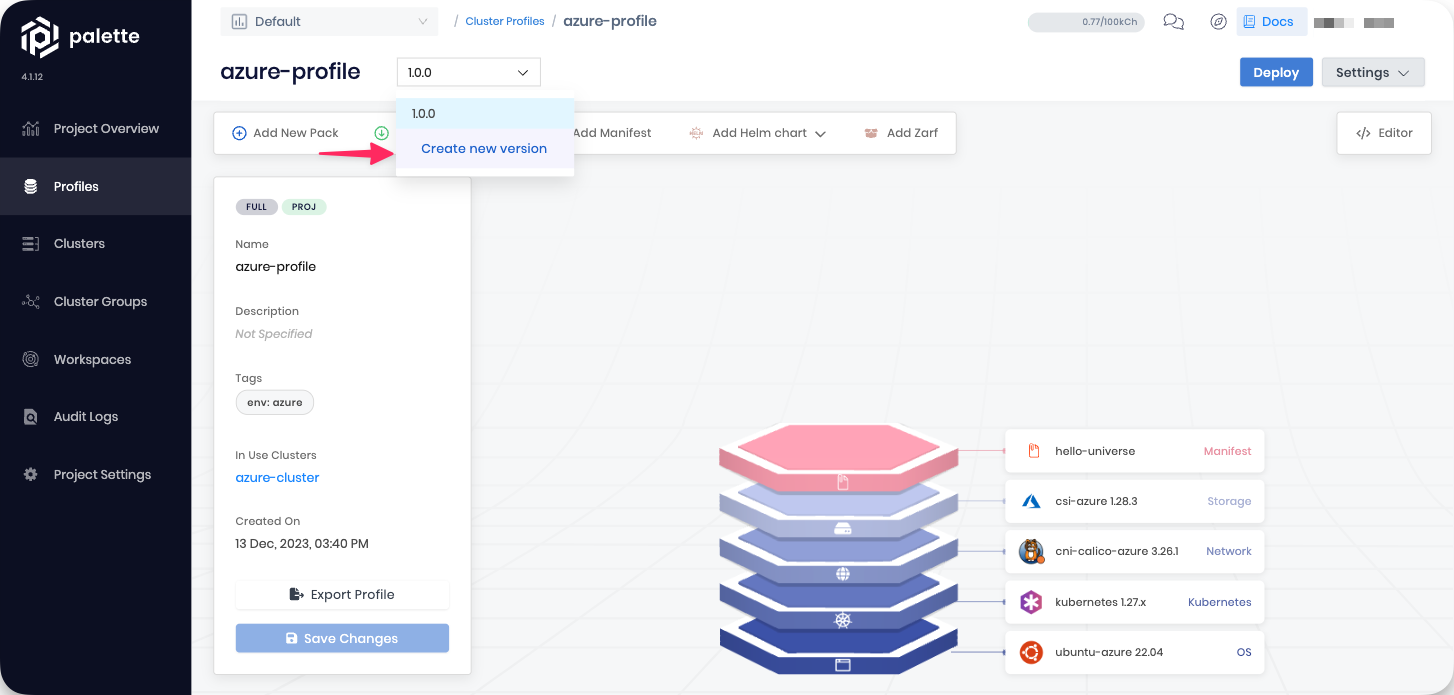 palette
4.1.12
Project Overview
Profiles
Clusters
Cluster Groups
Workspaces
Audit Logs
Project Settings
Default
/ Cluster Profiles / azure-profile
0.77/100kCh
Docs
azure-profile
1.0.0
Deploy
Settings
1.0.0
Create new version
Add New Pack
Add Manifest
Add Helm chart
Add Zarf
</> Editor
FULL
PROJ
Name
azure-profile
Description
Not Specified
Tags
env: azure
In Use Clusters
azure-cluster
Created On
13 Dec, 2023, 03:40 PM
Export Profile
Save Changes
hello-universe Manifest
csi-azure 1.28.3 Storage
cni-calico-azure 3.26.1 Network
kubernetes 1.27.x Kubernetes
ubuntu-azure 22.04 OS